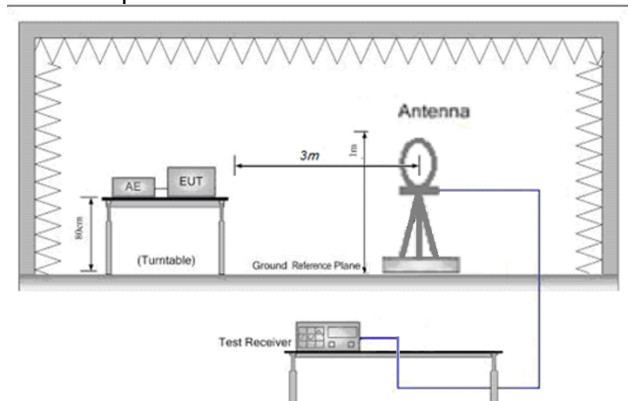 Antenna
3m
1m
AE
EUT
80cm
(Turntable)
Ground Reference Plane
Test Receiver